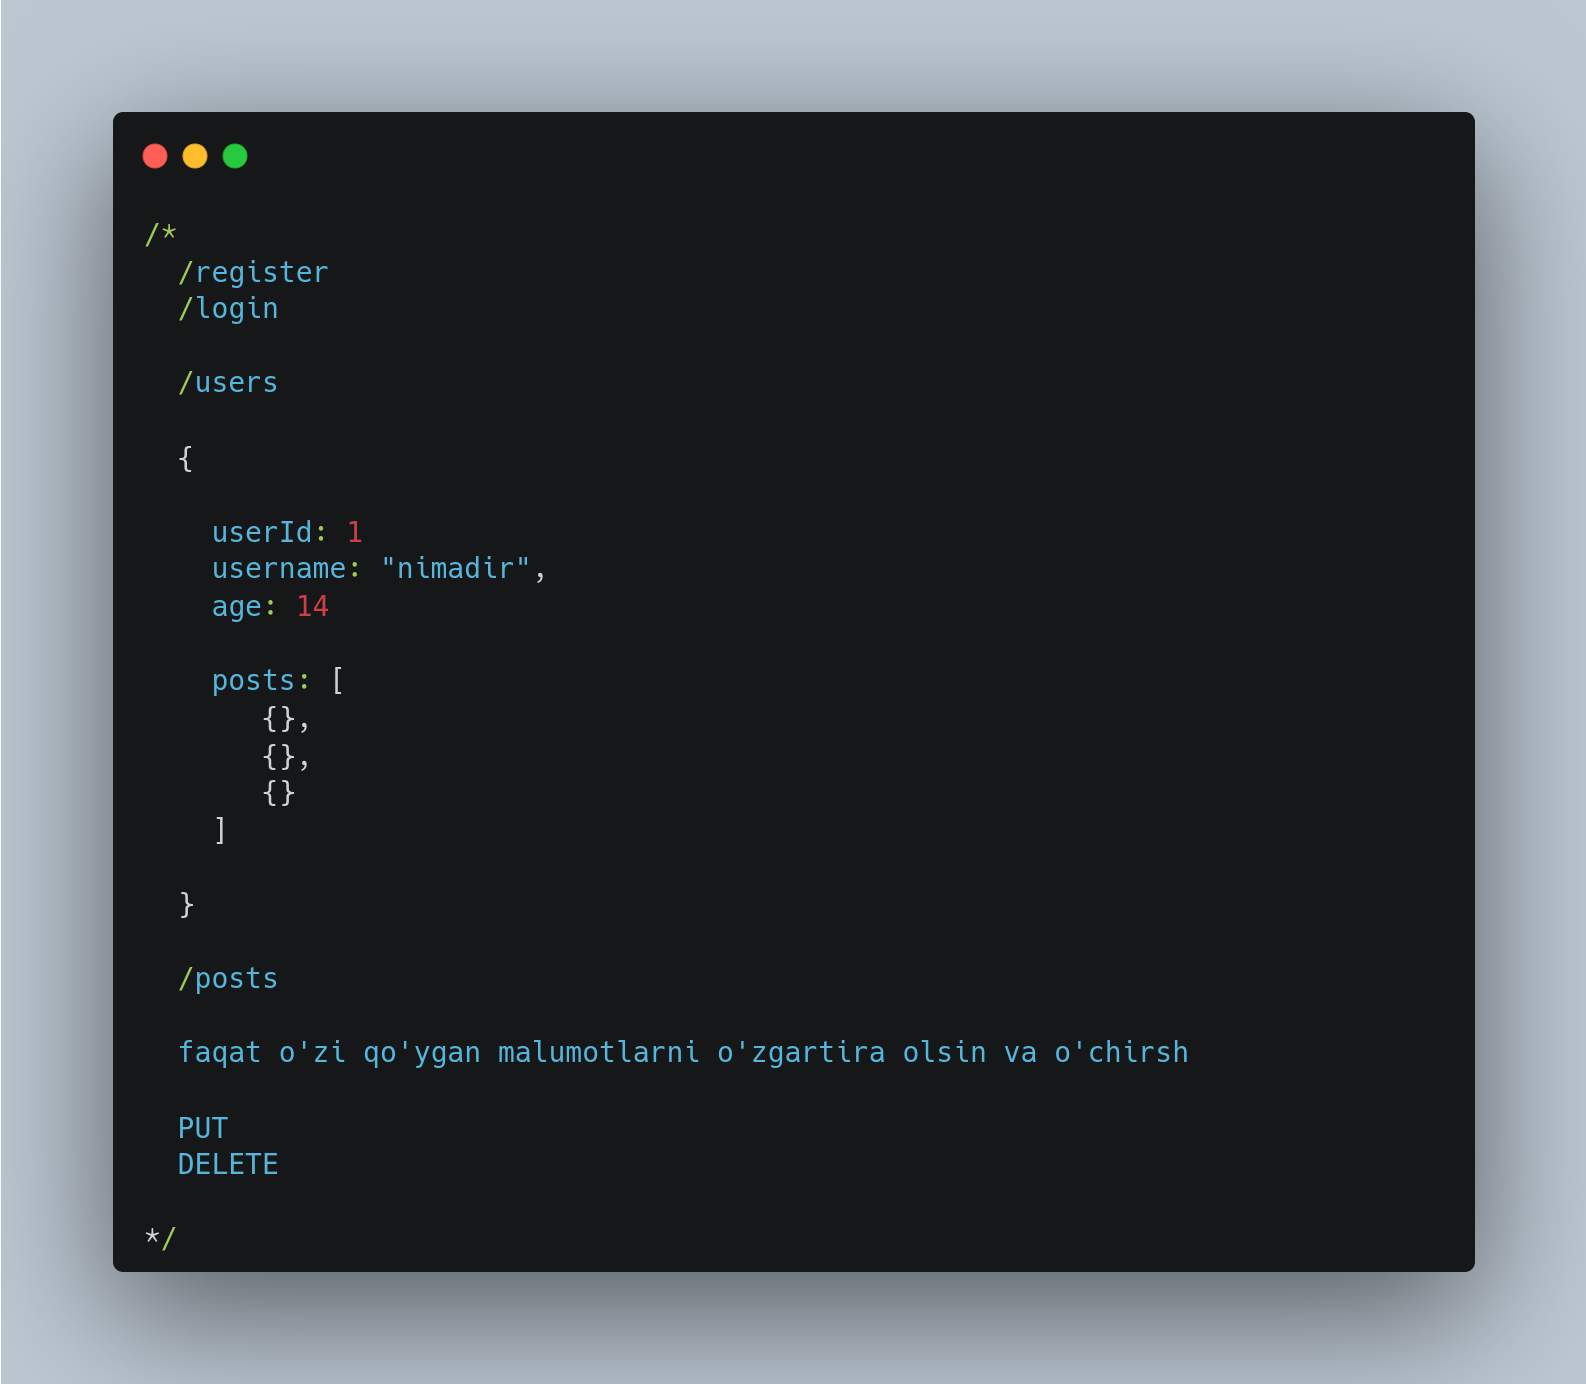 /*
/register
/login
/users
{
userId: 1
username: "nimadir",
age: 14
posts: [
{},
{},
{}
]
}
/posts
faqat o'zi qo'ygan malumotlarni o'zgartira olsin va o'chirsh
PUT
DELETE
*/